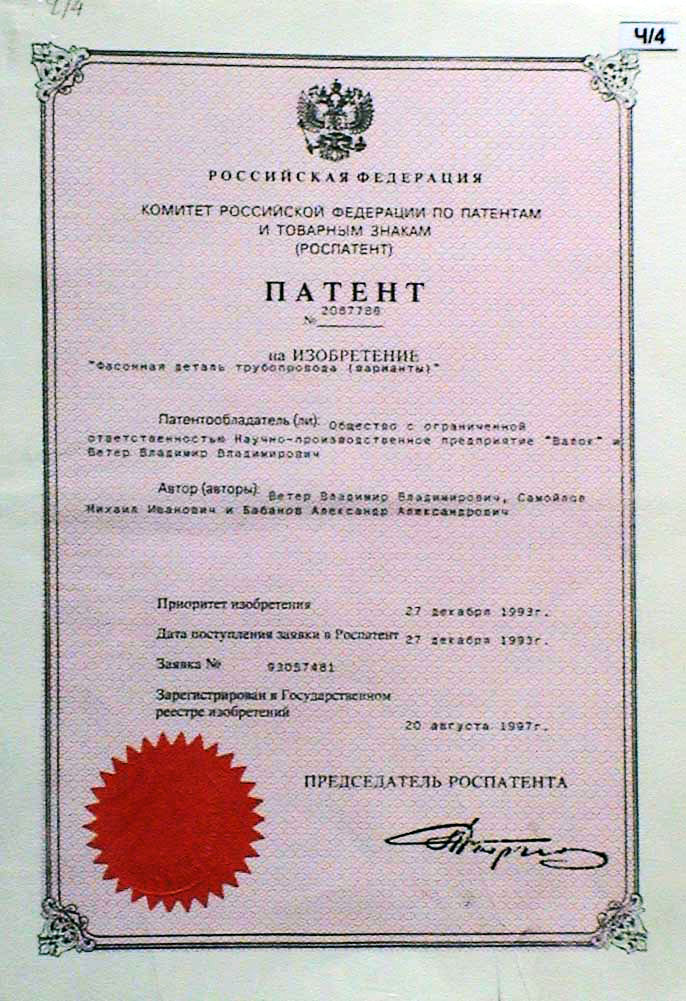 Ч/4
Ч/4
РОССИЙСКАЯ ФЕДЕРАЦИЯ
КОМИТЕТ РОССИЙСКОЙ ФЕДЕРАЦИИ ПО ПАТЕНТАМ
И ТОВАРНЫМ ЗНАКАМ
(РОСПАТЕНТ)
ПАТЕНТ
№ 2087788
на ИЗОБРЕТЕНИЕ
"Фасонная деталь трубопровода (варианты)"
Патентообладатель (ли): Общество с ограниченной
ответственностью Научно-производственное предприятие "Валок" и
Ветер Владимир Владимирович
Автор (авторы): Ветер Владимир Владимирович, Самойлов
Михаил Иванович и Бабанов Александр Александрович
Приоритет изобретения 27 декабря 1993г.
Дата поступления заявки в Роспатент 27 декабря 1993г.
Заявка № 93057481
Зарегистрирован в Государственном
реестре изобретений 20 августа 1997г.
ПРЕДСЕДАТЕЛЬ РОСПАТЕНТА